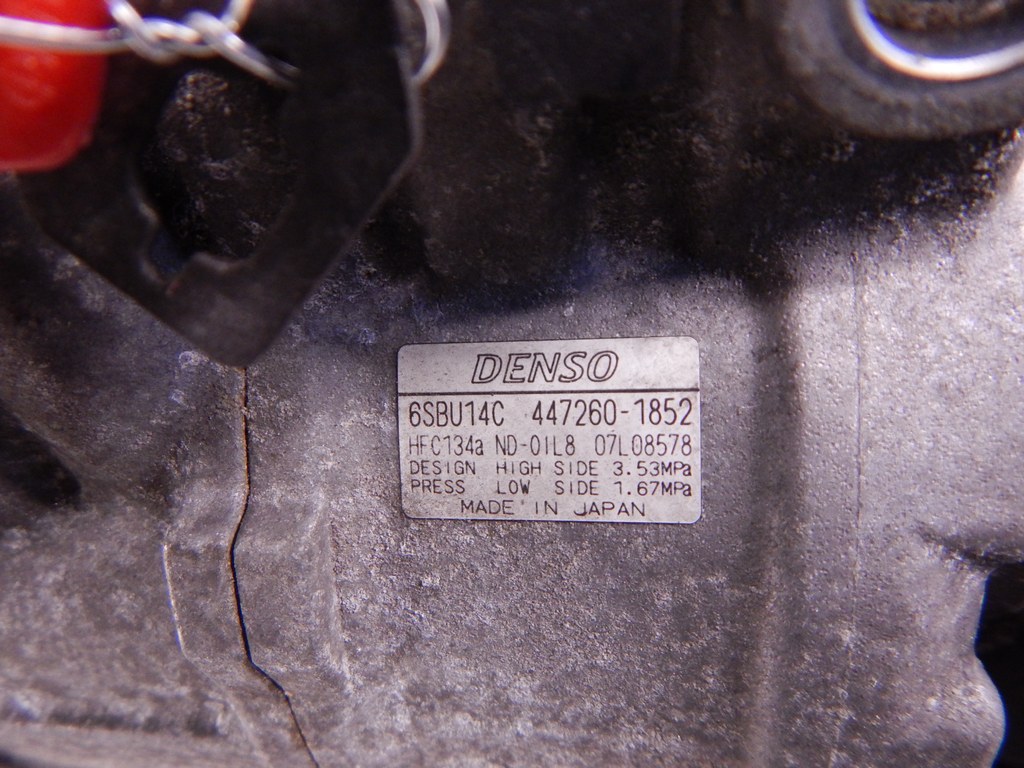 DENSO
6SBU14C 447260-1852
HFC134a ND-OIL8 07L08578
DESIGN HIGH SIDE 3.53MPa
PRESS LOW SIDE 1.67MPa
MADE IN JAPAN